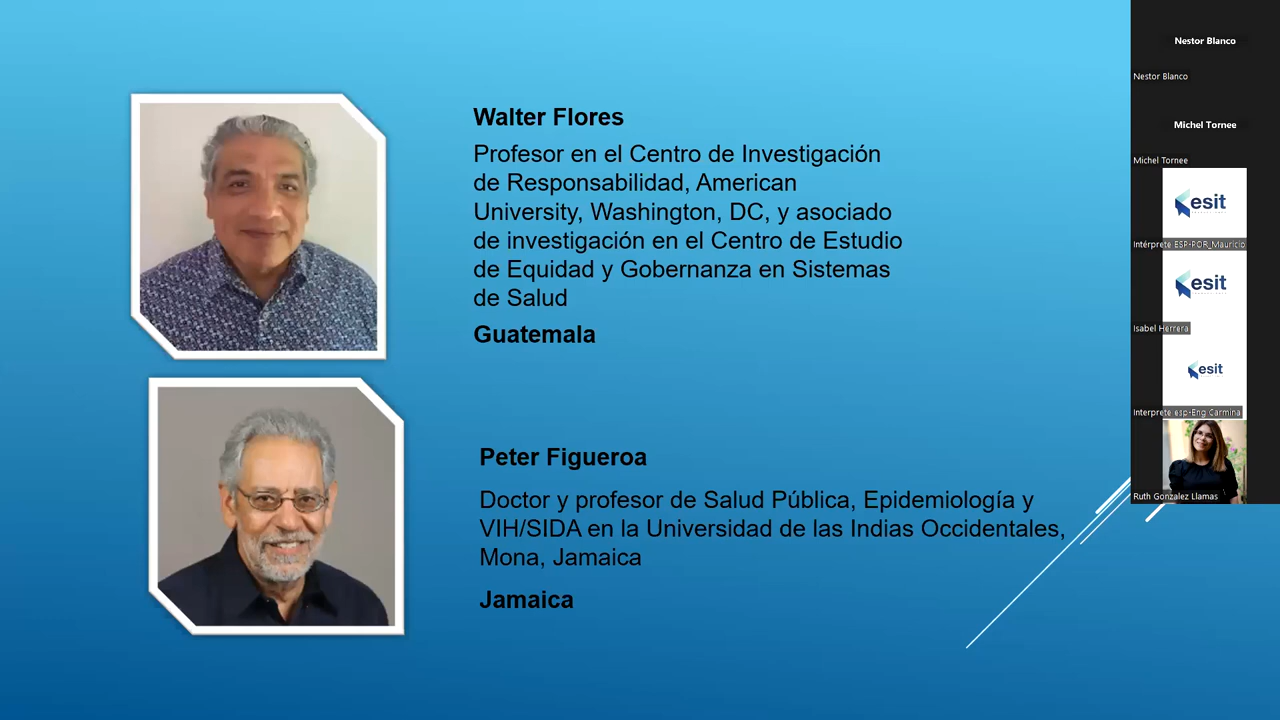 Walter Flores
Profesor en el Centro de Investigación
de Responsabilidad, American
University, Washington, DC, y asociado
de investigación en el Centro de Estudio
de Equidad y Gobernanza en Sistemas
de Salud
Guatemala
Peter Figueroa
Doctor y profesor de Salud Pública, Epidemiología y
VIH/SIDA en la Universidad de las Indias Occidentales,
Mona, Jamaica
Jamaica
Nestor Blanco
Nestor Blanco
Michel Tornee
Michel Tornee
esit
Intérprete ESP-POR_Mauricio
esit
Isabel Herrera
esit
Interprete esp-Eng Carmina
Ruth Gonzalez Llamas